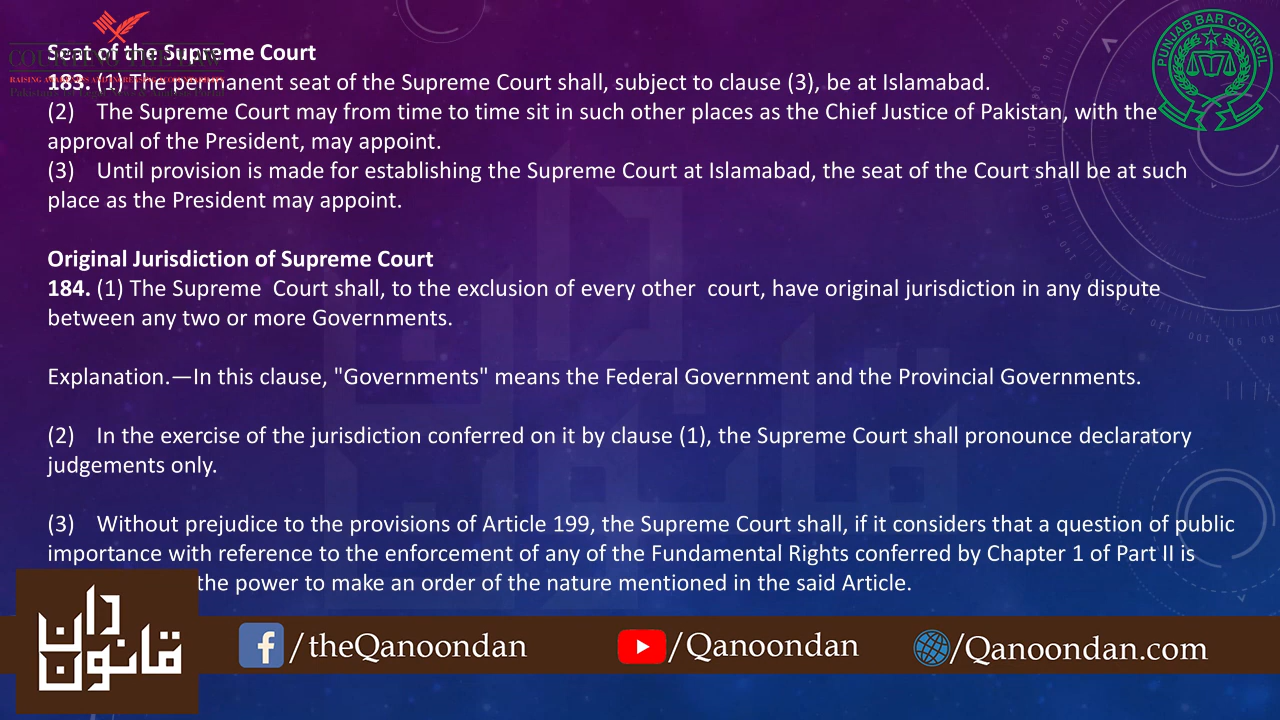 Seat of the Supreme Court
183. (1) The permanent seat of the Supreme Court shall, subject to clause (3), be at Islamabad.
(2) The Supreme Court may from time to time sit in such other places as the Chief Justice of Pakistan, with the
approval of the President, may appoint.
(3) Until provision is made for establishing the Supreme Court at Islamabad, the seat of the Court shall be at such
place as the President may appoint.
Original Jurisdiction of Supreme Court
184. (1) The Supreme Court shall, to the exclusion of every other court, have original jurisdiction in any dispute
between any two or more Governments.
Explanation.—In this clause, "Governments" means the Federal Government and the Provincial Governments.
(2) In the exercise of the jurisdiction conferred on it by clause (1), the Supreme Court shall pronounce declaratory
judgements only.
(3) Without prejudice to the provisions of Article 199, the Supreme Court shall, if it considers that a question of public
importance with reference to the enforcement of any of the Fundamental Rights conferred by Chapter 1 of Part II is
the power to make an order of the nature mentioned in the said Article.
PUNJAB BAR COUNCIL
COURTING THE LAW
قانون دان
/theQanoondan
/Qanoondan
/Qanoondan.com